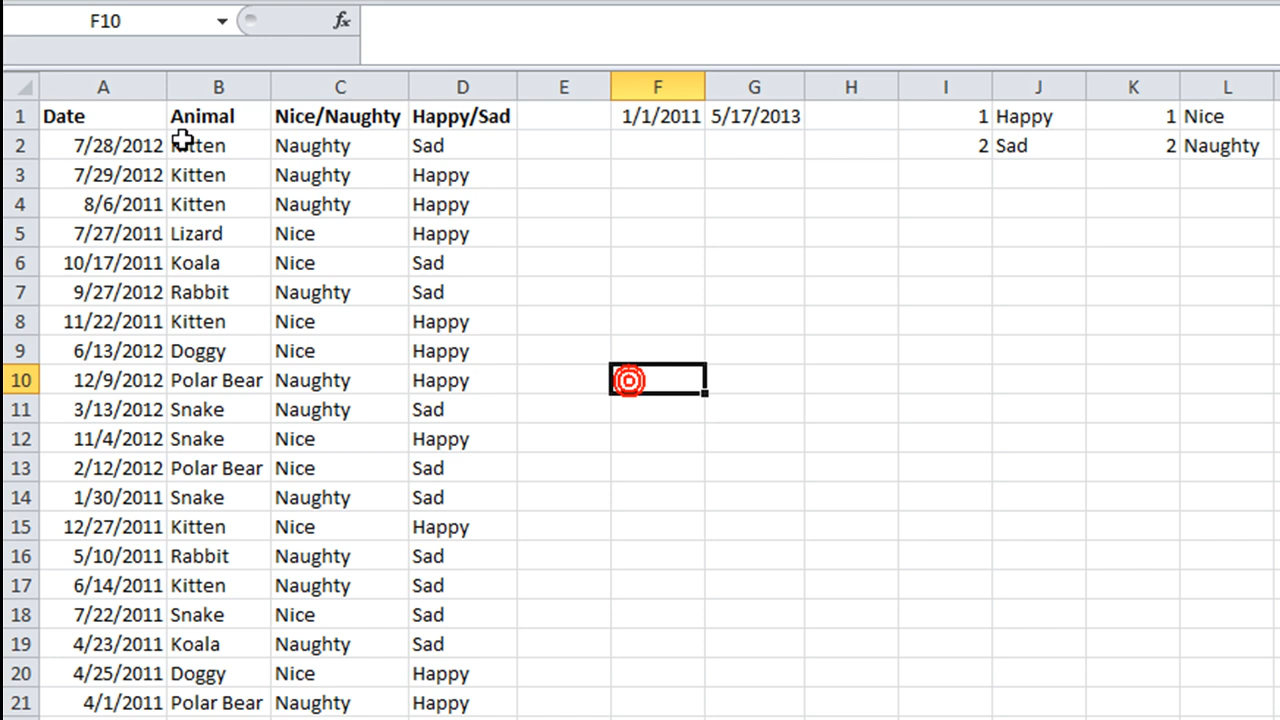 F10 fx
A B C D E F G H I J K L
1 Date Animal Nice/Naughty Happy/Sad 1/1/2011 5/17/2013 1 Happy 1 Nice
2 7/28/2012 Kitten Naughty Sad 2 Sad 2 Naughty
3 7/29/2012 Kitten Naughty Happy
4 8/6/2011 Kitten Naughty Happy
5 7/27/2011 Lizard Nice Happy
6 10/17/2011 Koala Nice Sad
7 9/27/2012 Rabbit Naughty Sad
8 11/22/2011 Kitten Nice Happy
9 6/13/2012 Doggy Nice Happy
10 12/9/2012 Polar Bear Naughty Happy
11 3/13/2012 Snake Naughty Sad
12 11/4/2012 Snake Nice Happy
13 2/12/2012 Polar Bear Nice Sad
14 1/30/2011 Snake Naughty Sad
15 12/27/2011 Kitten Nice Happy
16 5/10/2011 Rabbit Naughty Sad
17 6/14/2011 Kitten Naughty Sad
18 7/22/2011 Snake Nice Sad
19 4/23/2011 Koala Naughty Sad
20 4/25/2011 Doggy Nice Happy
21 4/1/2011 Polar Bear Naughty Happy